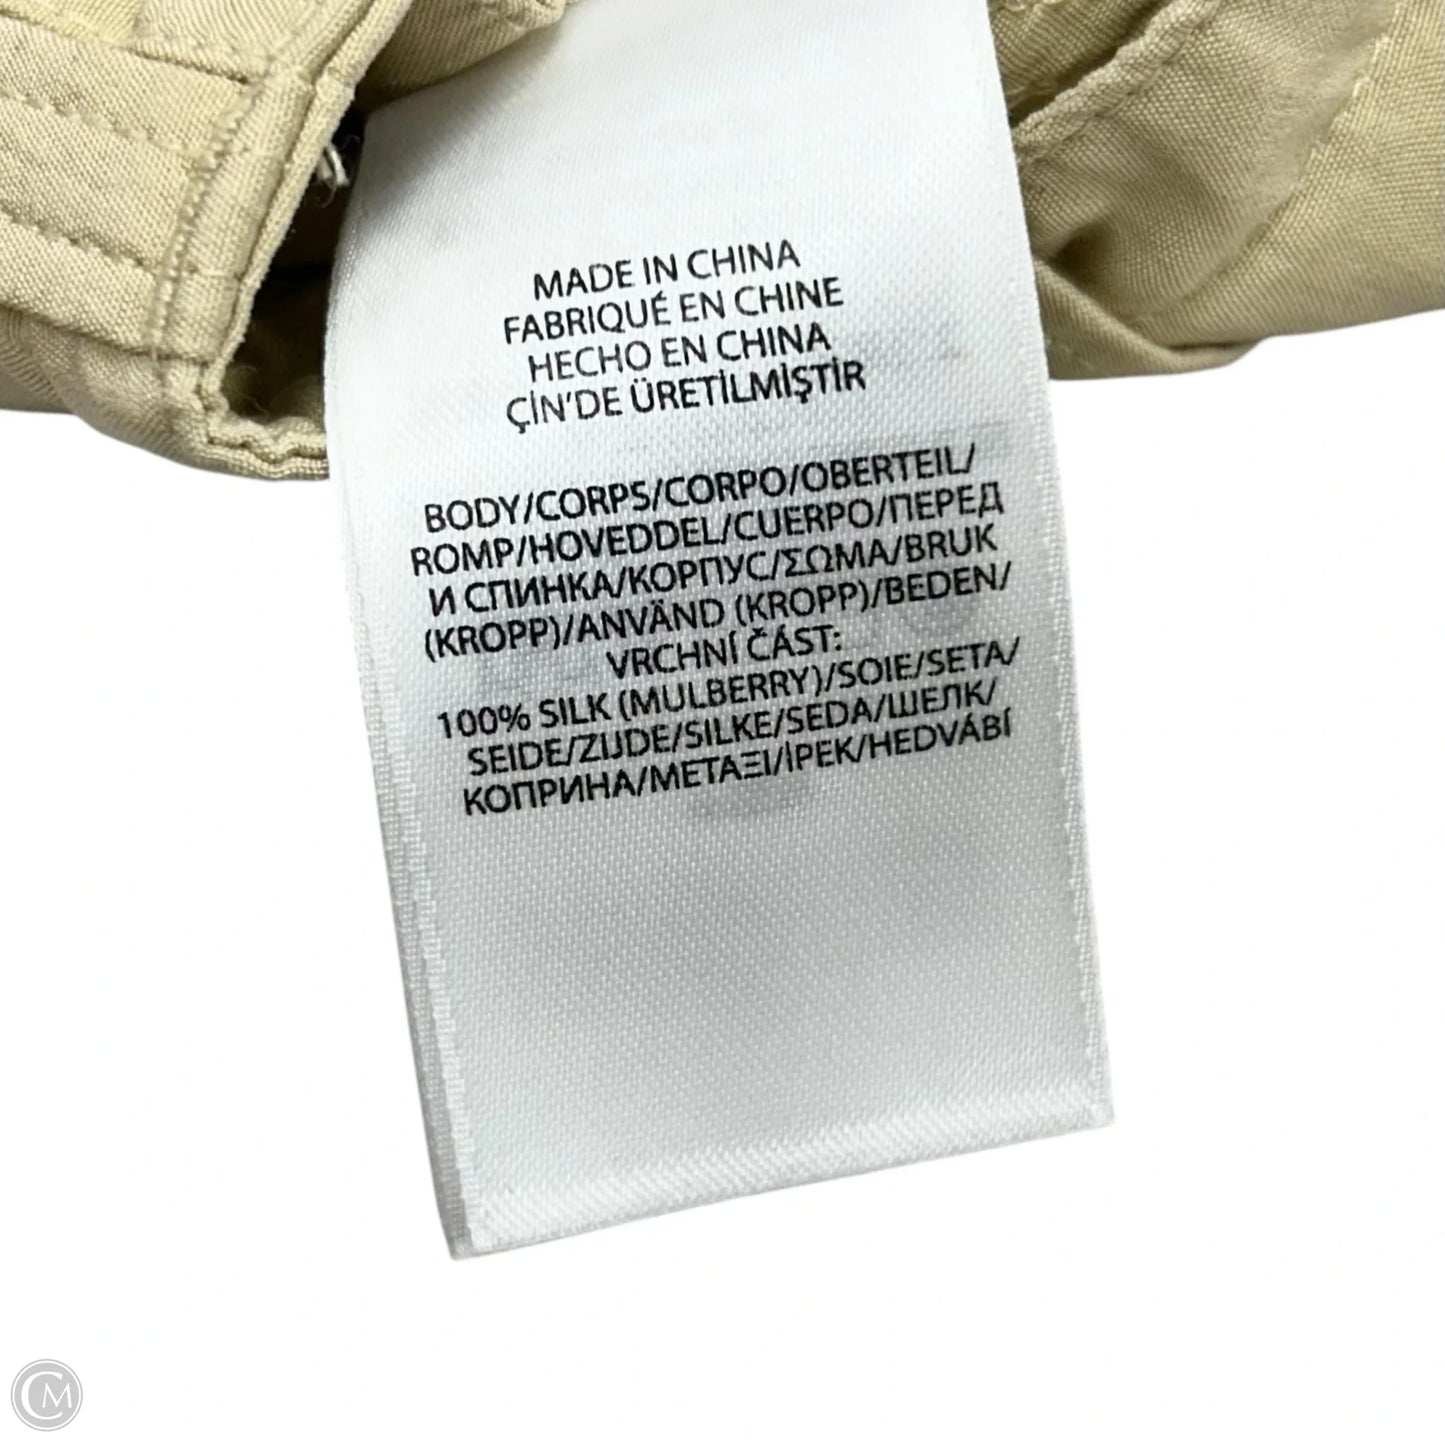 MADE IN CHINA
FABRIQUÉ EN CHINE
HECHO EN CHINA
ÇİN'DE ÜRETİLMİŞTİR
BODY/CORPS/CORPO/OBERTEIL/
ROMP/HOVEDDEL/CUERPO/ПЕРЕД
И СПИНКА/КОРПУС/ΣΩΜΑ/BRUK
(KROPP)/ANVÄND (KROPP)/BEDEN/
VRCHNÍ ČÁST:
100% SILK (MULBERRY)/SOIE/SETA/
SEIDE/ZIJDE/SILKE/SEDA/ШЕЛК/
КОПРИНА/ΜΕΤΑΞΙ/İPEK/HEDVÁBÍ
CM